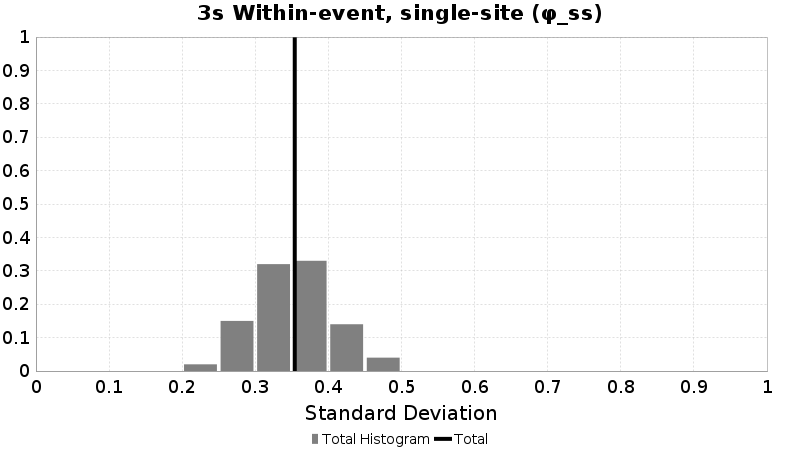 3s Within-event, single-site (φ_ss)
1
0.9
0.8
0.7
0.6
0.5
0.4
0.3
0.2
0.1
0
0 0.1 0.2 0.3 0.4 0.5 0.6 0.7 0.8 0.9 1
Standard Deviation
Total Histogram Total